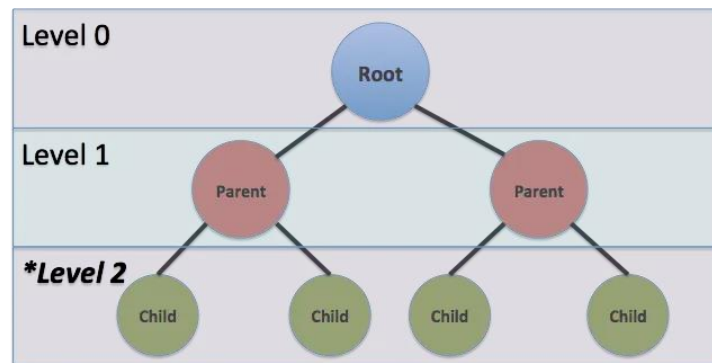 Level 0
Root
Level 1
Parent Parent
*Level 2
Child Child Child Child